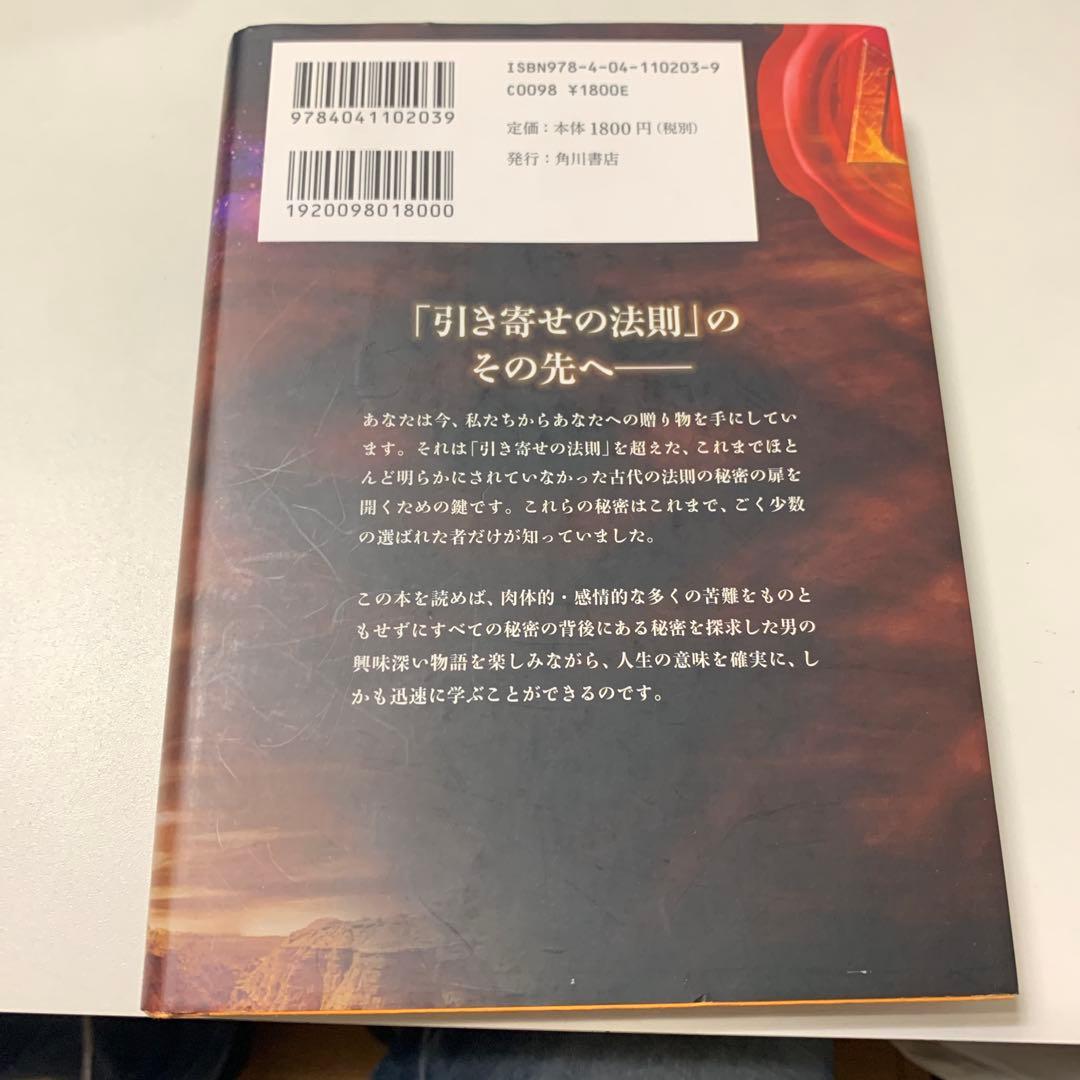 9784041102039
1920098018000
ISBN978-4-04-110203-9
C0098 ¥1800E
定価：本体1800円（税別）
発行：角川書店
「引き寄せの法則」の
その先へ――
あなたは今、私たちからあなたへの贈り物を手にしてい
ます。それは「引き寄せの法則」を超えた、これまでほと
んど明らかにされていなかった古代の法則の秘密の扉を
開くための鍵です。これらの秘密はこれまで、ごく少数
の選ばれた者だけが知っていました。
この本を読めば、肉体的・感情的な多くの苦難をものと
もせずにすべての秘密の背後にある秘密を探求した男の
興味深い物語を楽しみながら、人生の意味を確実に、し
かも迅速に学ぶことができるのです。